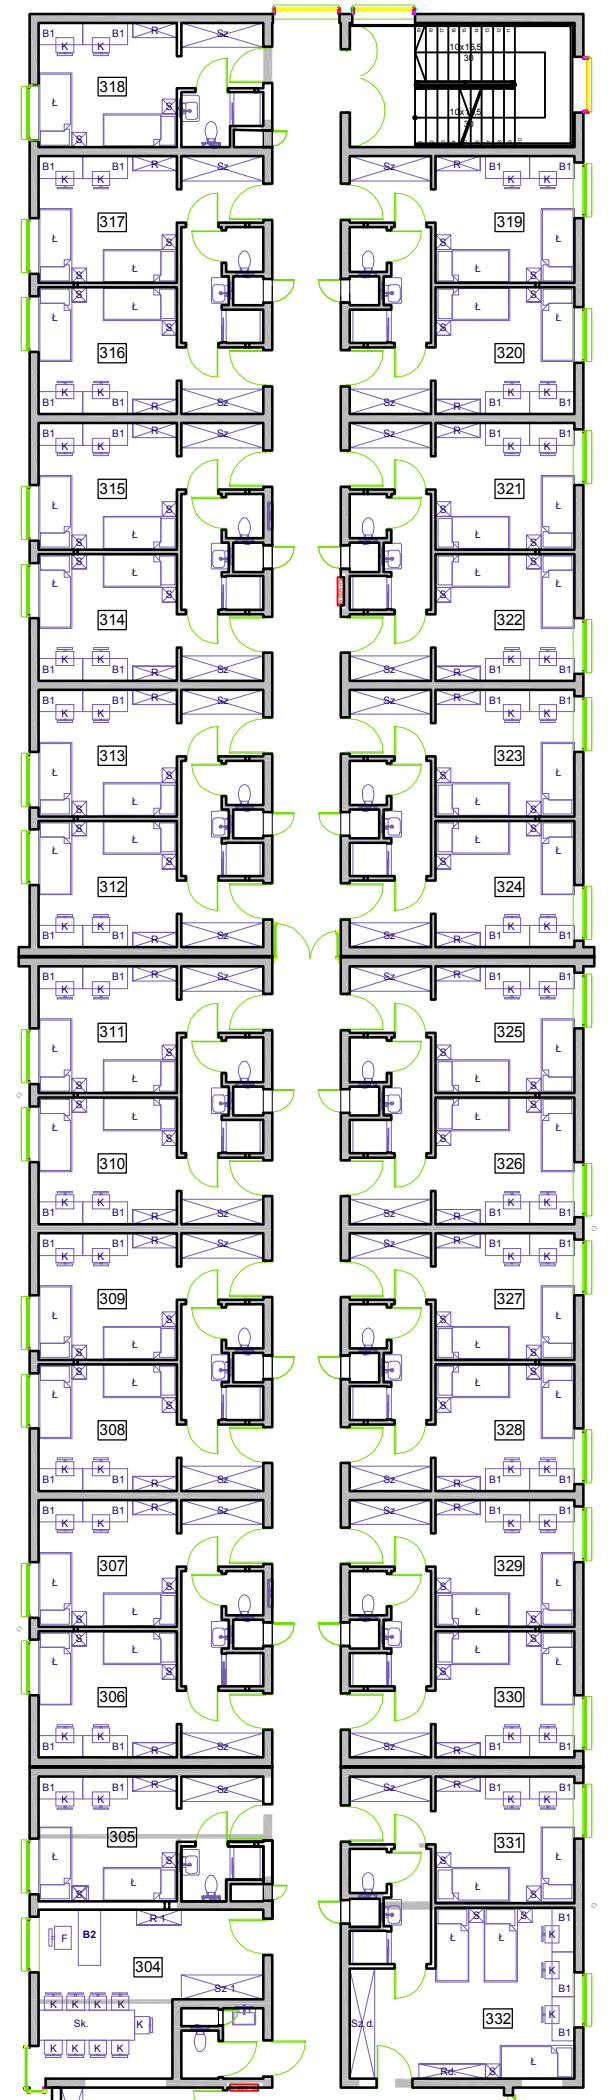 B1 K K B1 R Sz
318
Ł S Ł
10x16,5
30
B1 K K B1 R Sz
317
Ł S Ł S
Sz R B1 K K B1
319
S Ł Ł S
Ł S Ł S
316
B1 K K B1 R Sz
S Ł S Ł
320
Sz R B1 K K B1
B1 K K B1 R Sz
315
Ł S Ł S
Sz R B1 K K B1
321
S Ł Ł S
Ł S Ł S
314
B1 K K B1 R Sz
S Ł S Ł
322
Sz R B1 K K B1
B1 K K B1 R Sz
313
Ł S Ł S
Sz R B1 K K B1
323
S Ł Ł S
Ł S Ł S
312
B1 K K B1 R Sz
S Ł S Ł
324
Sz R B1 K K B1
B1 K K B1 R Sz
311
Ł S Ł S
Sz R B1 K K B1
325
S Ł Ł S
Ł S Ł S
310
B1 K K B1 R Sz
S Ł S Ł
326
Sz R B1 K K B1
B1 K K B1 R Sz
309
Ł S Ł S
Sz R B1 K K B1
327
S Ł Ł S
Ł S Ł S
308
B1 K K B1 R Sz
S Ł S Ł
328
Sz R B1 K K B1
B1 K K B1 R Sz
307
Ł S Ł S
Sz R B1 K K B1
329
S Ł Ł S
Ł S Ł S
306
B1 K K B1 R Sz
S Ł S Ł
330
Sz R B1 K K B1
B1 K K B1 R Sz
305
Ł S Ł S
Sz R B1 K K B1
331
S Ł Ł S
R 1
F B2
304
Sz 1
K K K K
Sk. K
K K K K
S S B1
Ł Ł K
K
B1
332
K
B1
Sz.d.
Rd. S Ł